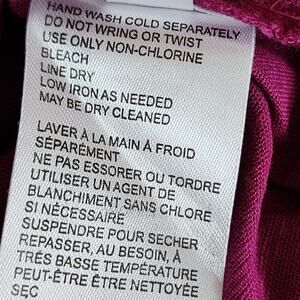 HAND WASH COLD SEPARATELY
DO NOT WRING OR TWIST
USE ONLY NON-CHLORINE
BLEACH
LINE DRY
LOW IRON AS NEEDED
MAY BE DRY CLEANED
LAVER À LA MAIN À FROID
SÉPARÉMENT
NE PAS ESSORER OU TORDRE
UTILISER UN AGENT DE
BLANCHIMENT SANS CHLORE
SI NÉCESSAIRE
SUSPENDRE POUR SECHER
REPASSER, AU BESOIN, À
TRÉS BASSE TEMPÉRATURE
PEUT-ÊTRE ÊTRE NETTOYÉE
SEC